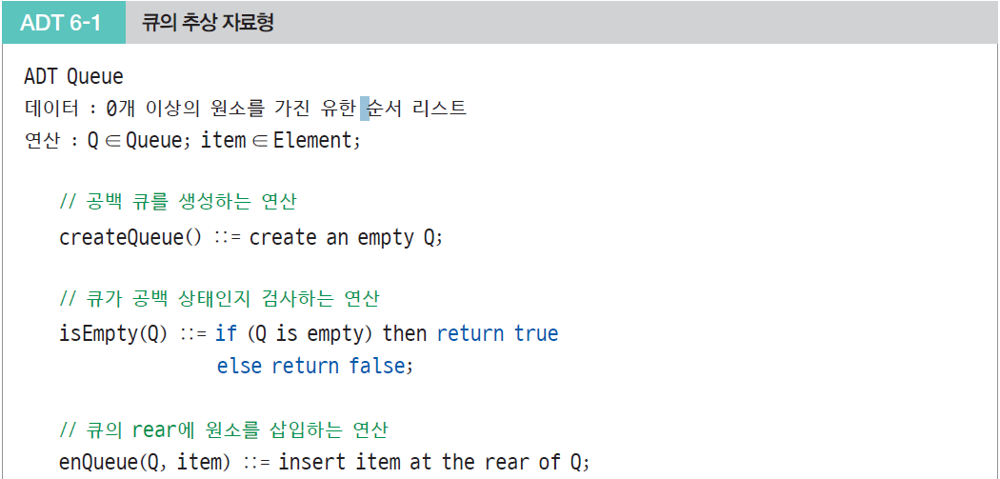 ADT 6-1 큐의 추상 자료형
ADT Queue
데이터 : 0개 이상의 원소를 가진 유한 순서 리스트
연산 : Q∈Queue; item∈Element;
// 공백 큐를 생성하는 연산
createQueue() ::= create an empty Q;
// 큐가 공백 상태인지 검사하는 연산
isEmpty(Q) ::= if (Q is empty) then return true
else return false;
// 큐의 rear에 원소를 삽입하는 연산
enQueue(Q, item) ::= insert item at the rear of Q;